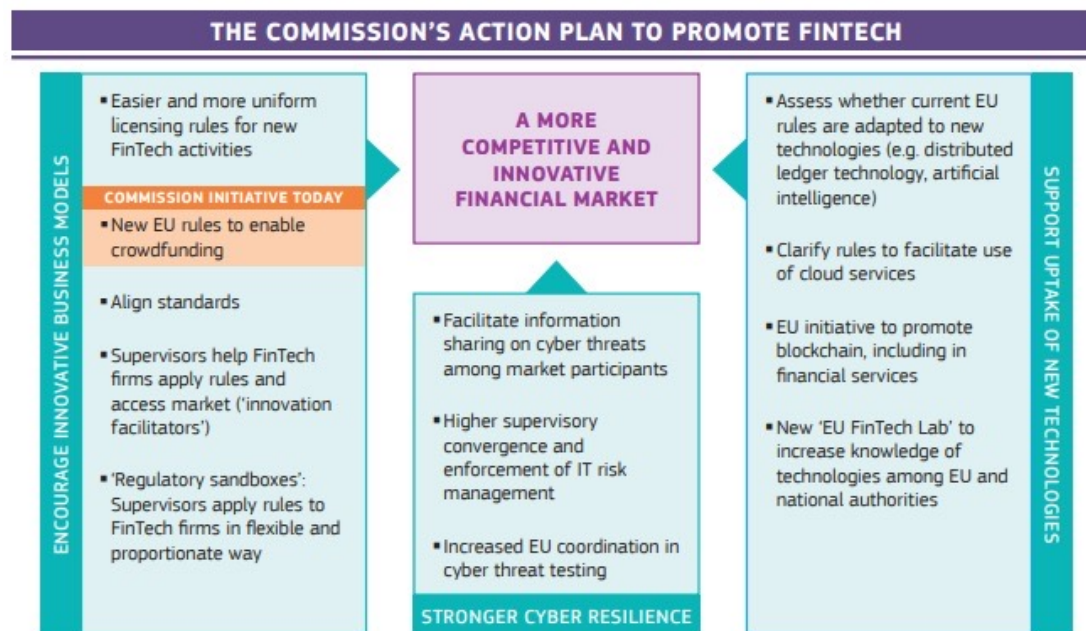 THE COMMISSION'S ACTION PLAN TO PROMOTE FINTECH
ENCOURAGE INNOVATIVE BUSINESS MODELS
▪ Easier and more uniform
licensing rules for new
FinTech activities
COMMISSION INITIATIVE TODAY
▪ New EU rules to enable
crowdfunding
▪ Align standards
▪ Supervisors help FinTech
firms apply rules and
access market (‘innovation
facilitators’)
▪ ‘Regulatory sandboxes’:
Supervisors apply rules to
FinTech firms in flexible and
proportionate way
A MORE
COMPETITIVE AND
INNOVATIVE
FINANCIAL MARKET
▪ Facilitate information
sharing on cyber threats
among market participants
▪ Higher supervisory
convergence and
enforcement of IT risk
management
▪ Increased EU coordination in
cyber threat testing
STRONGER CYBER RESILIENCE
▪ Assess whether current EU
rules are adapted to new
technologies (e.g. distributed
ledger technology, artificial
intelligence)
▪ Clarify rules to facilitate use
of cloud services
▪ EU initiative to promote
blockchain, including in
financial services
▪ New ‘EU FinTech Lab’ to
increase knowledge of
technologies among EU and
national authorities
SUPPORT UPTAKE OF NEW TECHNOLOGIES